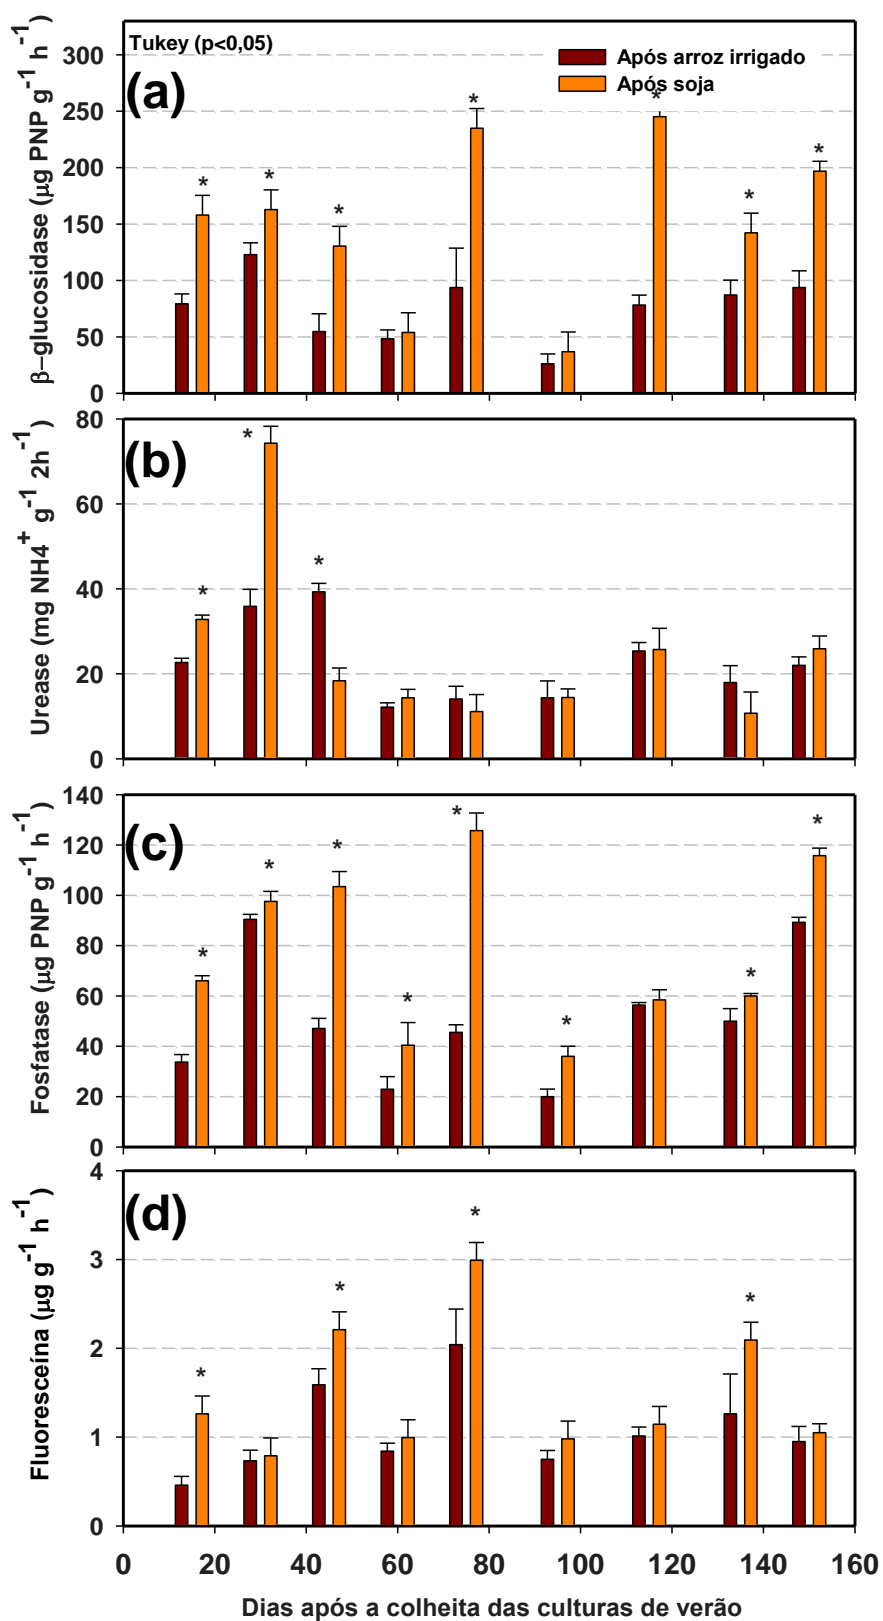 Tukey (p<0,05)
Após arroz irrigado
Após soja
(a)
β–glucosidase (µg PNP g⁻¹ h⁻¹)
300
250
200
150
100
50
0
* * * * * * *
(b)
Urease (mg NH4⁺ g⁻¹ 2h⁻¹)
80
60
40
20
0
* * *
(c)
Fosfatase (µg PNP g⁻¹ h⁻¹)
140
120
100
80
60
40
20
0
* * * * * * * *
(d)
Fluoresceína (µg g⁻¹ h⁻¹)
4
3
2
1
0
* * * *
0 20 40 60 80 100 120 140 160
Dias após a colheita das culturas de verão